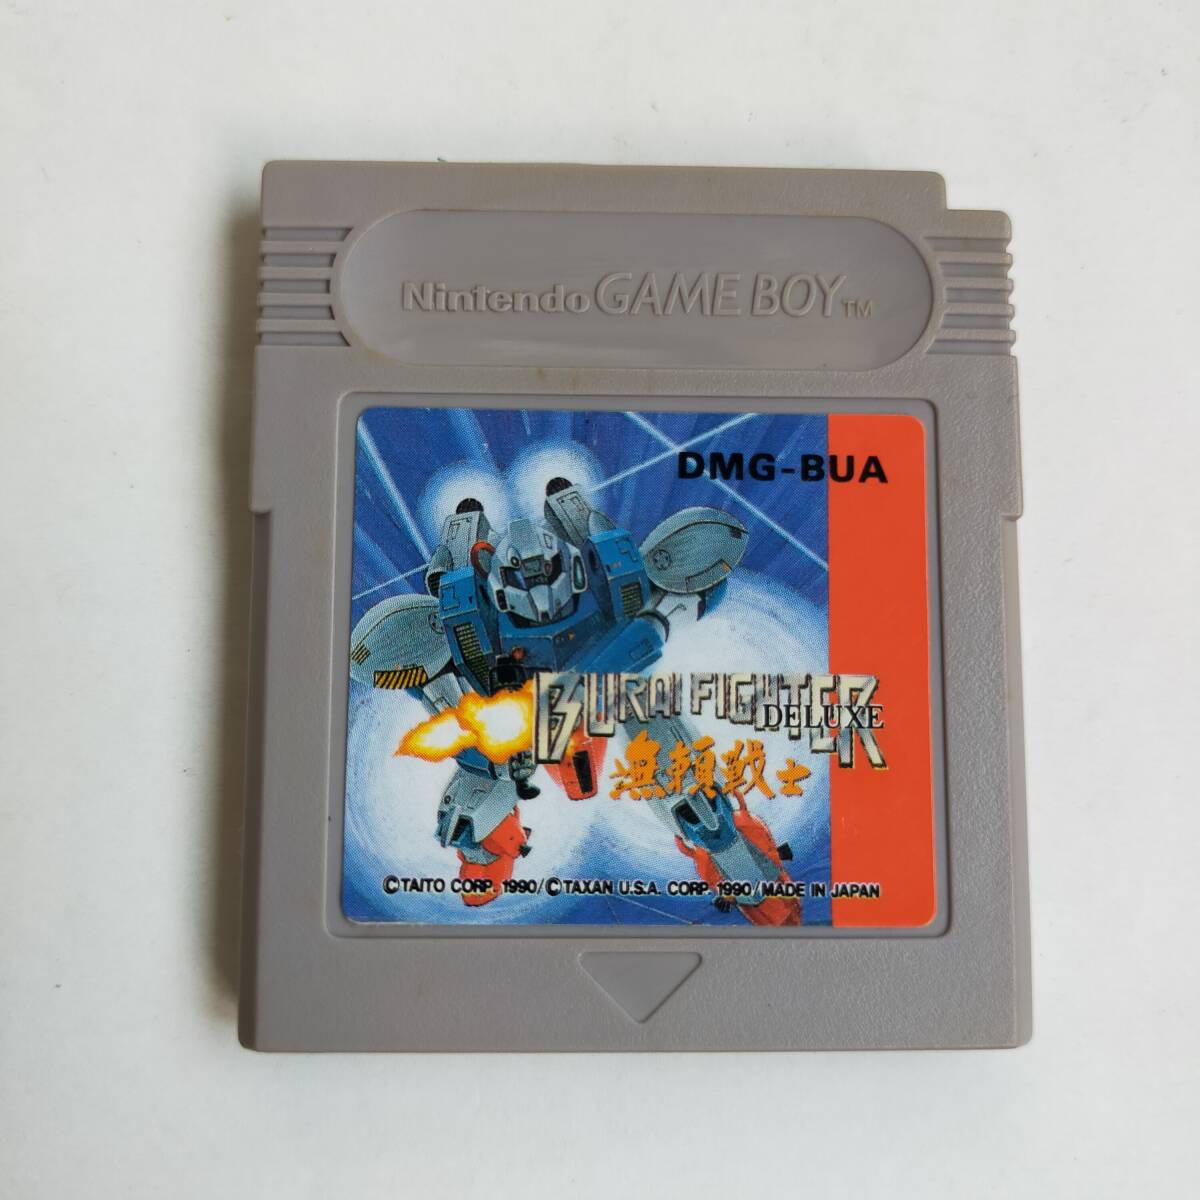 Nintendo GAME BOY™
DMG-BUA
BURAI FIGHTER
DELUXE
無頼戦士
©TAITO CORP. 1990/©TAXAN U.S.A. CORP. 1990/MADE IN JAPAN